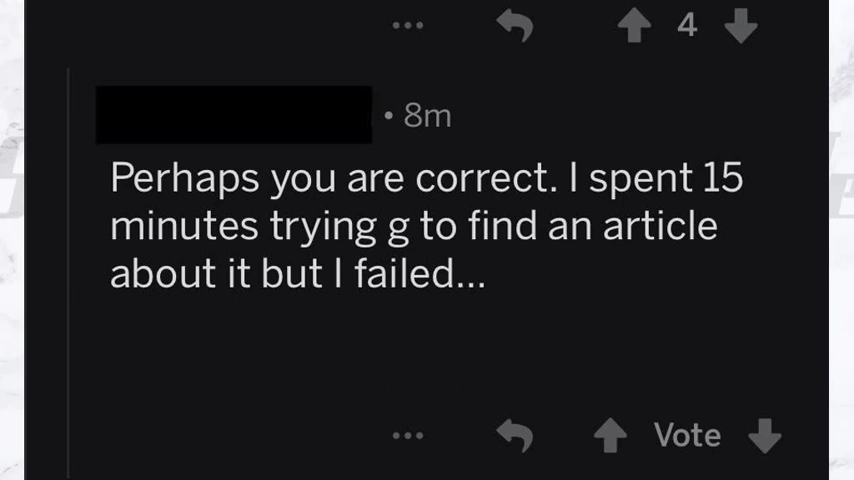 4
• 8m
Perhaps you are correct. I spent 15
minutes trying g to find an article
about it but I failed...
Vote